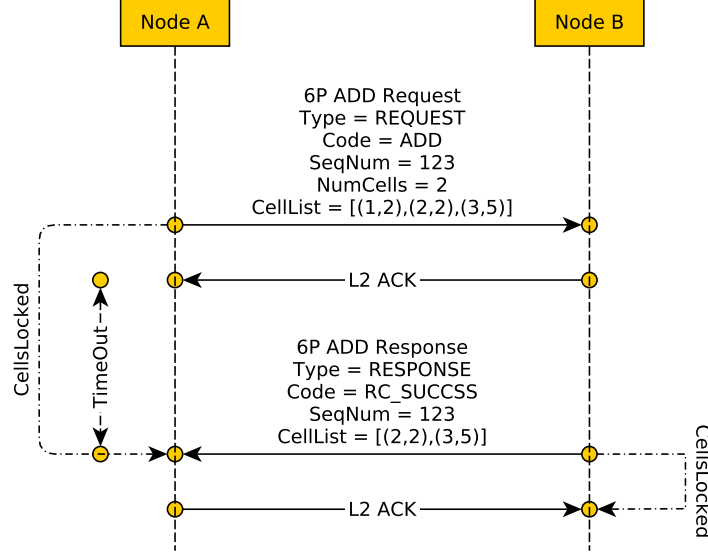 Node A
Node B
6P ADD Request
Type = REQUEST
Code = ADD
SeqNum = 123
NumCells = 2
CellList = [(1,2),(2,2),(3,5)]
L2 ACK
CellsLocked
TimeOut
6P ADD Response
Type = RESPONSE
Code = RC_SUCCSS
SeqNum = 123
CellList = [(2,2),(3,5)]
CellsLocked
L2 ACK